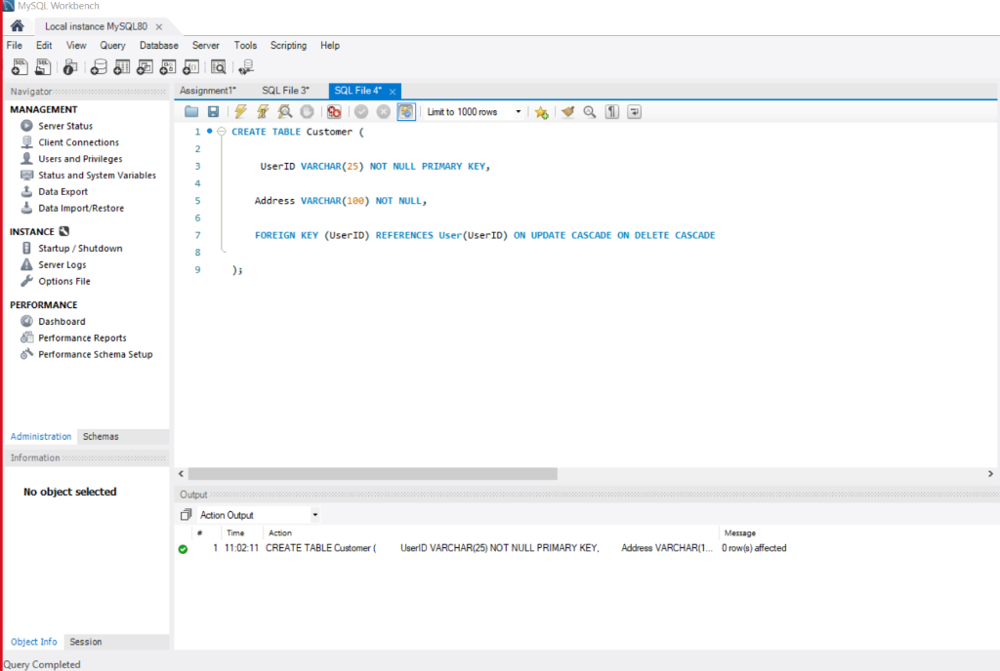 MySQL Workbench
Local instance MySQL80 ×
File Edit View Query Database Server Tools Scripting Help
Navigator
MANAGEMENT
Server Status
Client Connections
Users and Privileges
Status and System Variables
Data Export
Data Import/Restore
INSTANCE
Startup / Shutdown
Server Logs
Options File
PERFORMANCE
Dashboard
Performance Reports
Performance Schema Setup
Administration Schemas
Information
No object selected
Object Info Session
Query Completed
Assignment1* SQL File 3* SQL File 4* ×
Limit to 1000 rows
1 CREATE TABLE Customer (
2
3 UserID VARCHAR(25) NOT NULL PRIMARY KEY,
4
5 Address VARCHAR(100) NOT NULL,
6
7 FOREIGN KEY (UserID) REFERENCES User(UserID) ON UPDATE CASCADE ON DELETE CASCADE
8
9 );
Output
Action Output
# Time Action Message
1 11:02:11 CREATE TABLE Customer ( UserID VARCHAR(25) NOT NULL PRIMARY KEY, Address VARCHAR(1... 0 row(s) affected